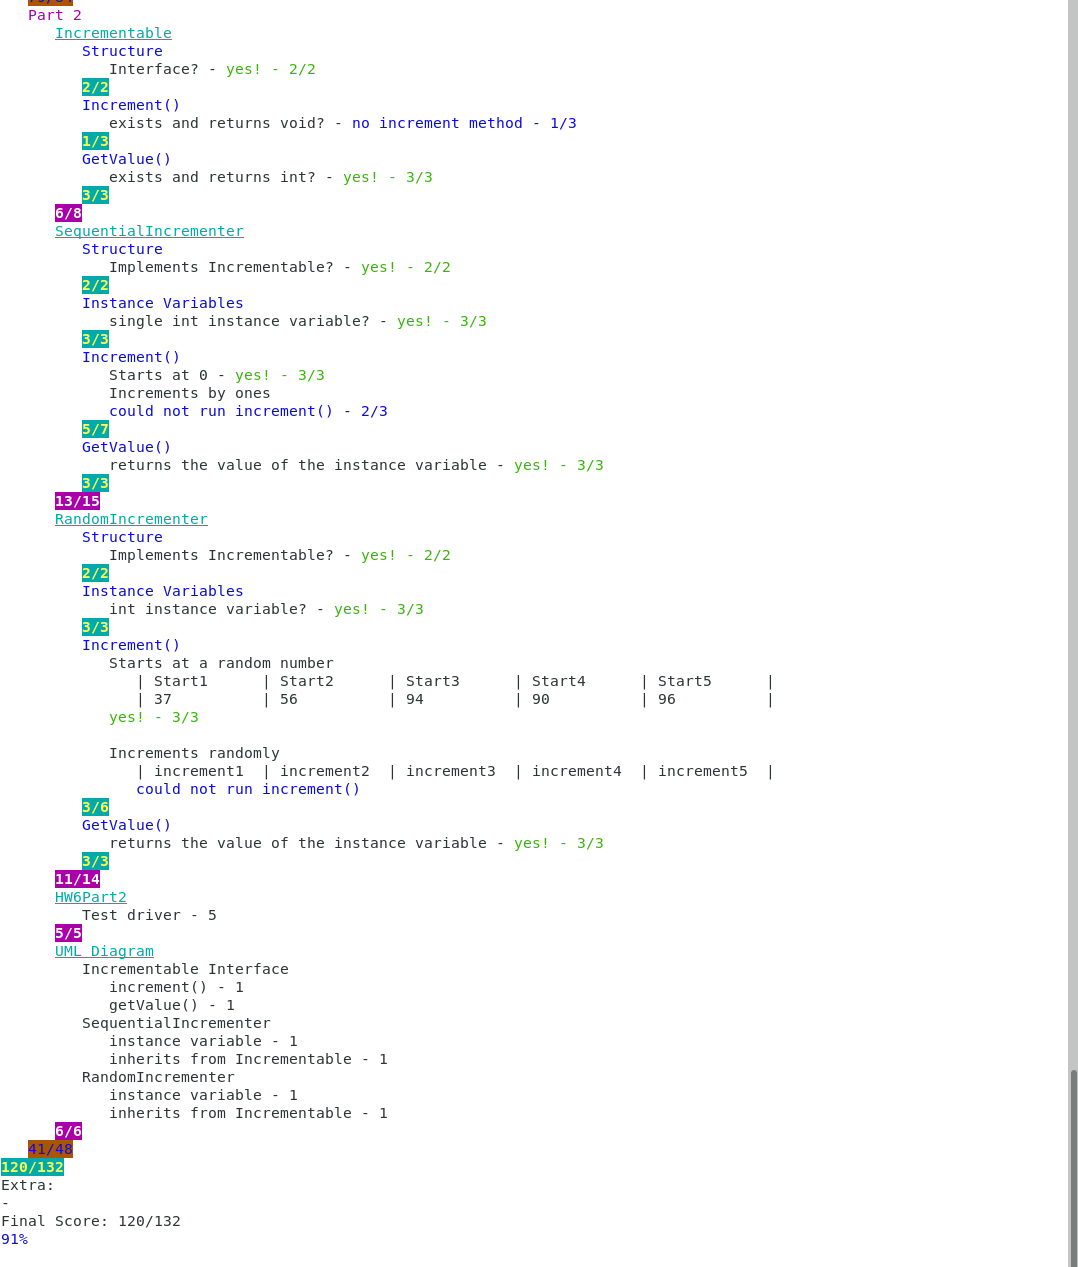 Part 2
Incrementable
Structure
Interface? - yes! - 2/2
2/2
Increment()
exists and returns void? - no increment method - 1/3
1/3
GetValue()
exists and returns int? - yes! - 3/3
3/3
6/8
SequentialIncrementer
Structure
Implements Incrementable? - yes! - 2/2
2/2
Instance Variables
single int instance variable? - yes! - 3/3
3/3
Increment()
Starts at 0 - yes! - 3/3
Increments by ones
could not run increment() - 2/3
5/7
GetValue()
returns the value of the instance variable - yes! - 3/3
3/3
13/15
RandomIncrementer
Structure
Implements Incrementable? - yes! - 2/2
2/2
Instance Variables
int instance variable? - yes! - 3/3
3/3
Increment()
Starts at a random number
| Start1 | Start2 | Start3 | Start4 | Start5 |
| 37 | 56 | 94 | 90 | 96 |
yes! - 3/3
Increments randomly
| increment1 | increment2 | increment3 | increment4 | increment5 |
could not run increment()
3/6
GetValue()
returns the value of the instance variable - yes! - 3/3
3/3
11/14
HW6Part2
Test driver - 5
5/5
UML Diagram
Incrementable Interface
increment() - 1
getValue() - 1
SequentialIncrementer
instance variable - 1
inherits from Incrementable - 1
RandomIncrementer
instance variable - 1
inherits from Incrementable - 1
6/6
41/48
120/132
Extra:
-
Final Score: 120/132
91%